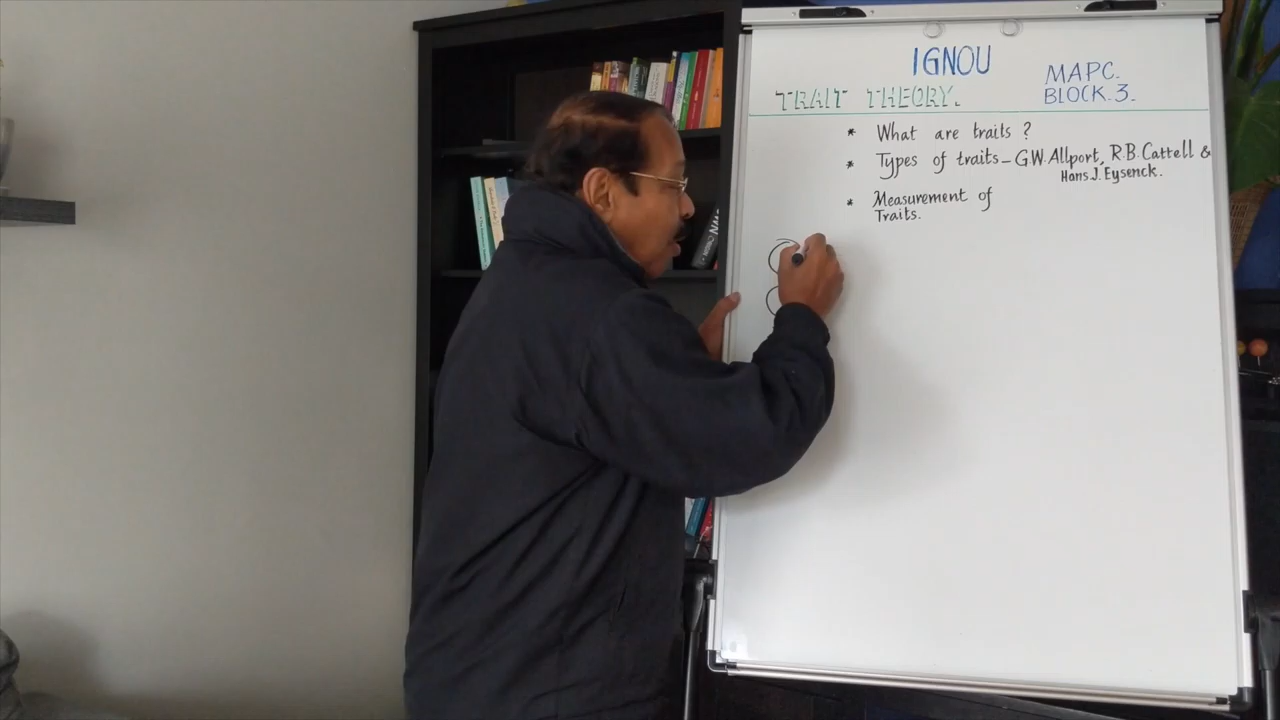 IGNOU
MAPC.
TRAIT THEORY.
BLOCK.3.
* What are traits ?
* Types of traits - G.W. Allport, R.B. Cattell &
Hans. J. Eysenck.
* Measurement of
Traits.